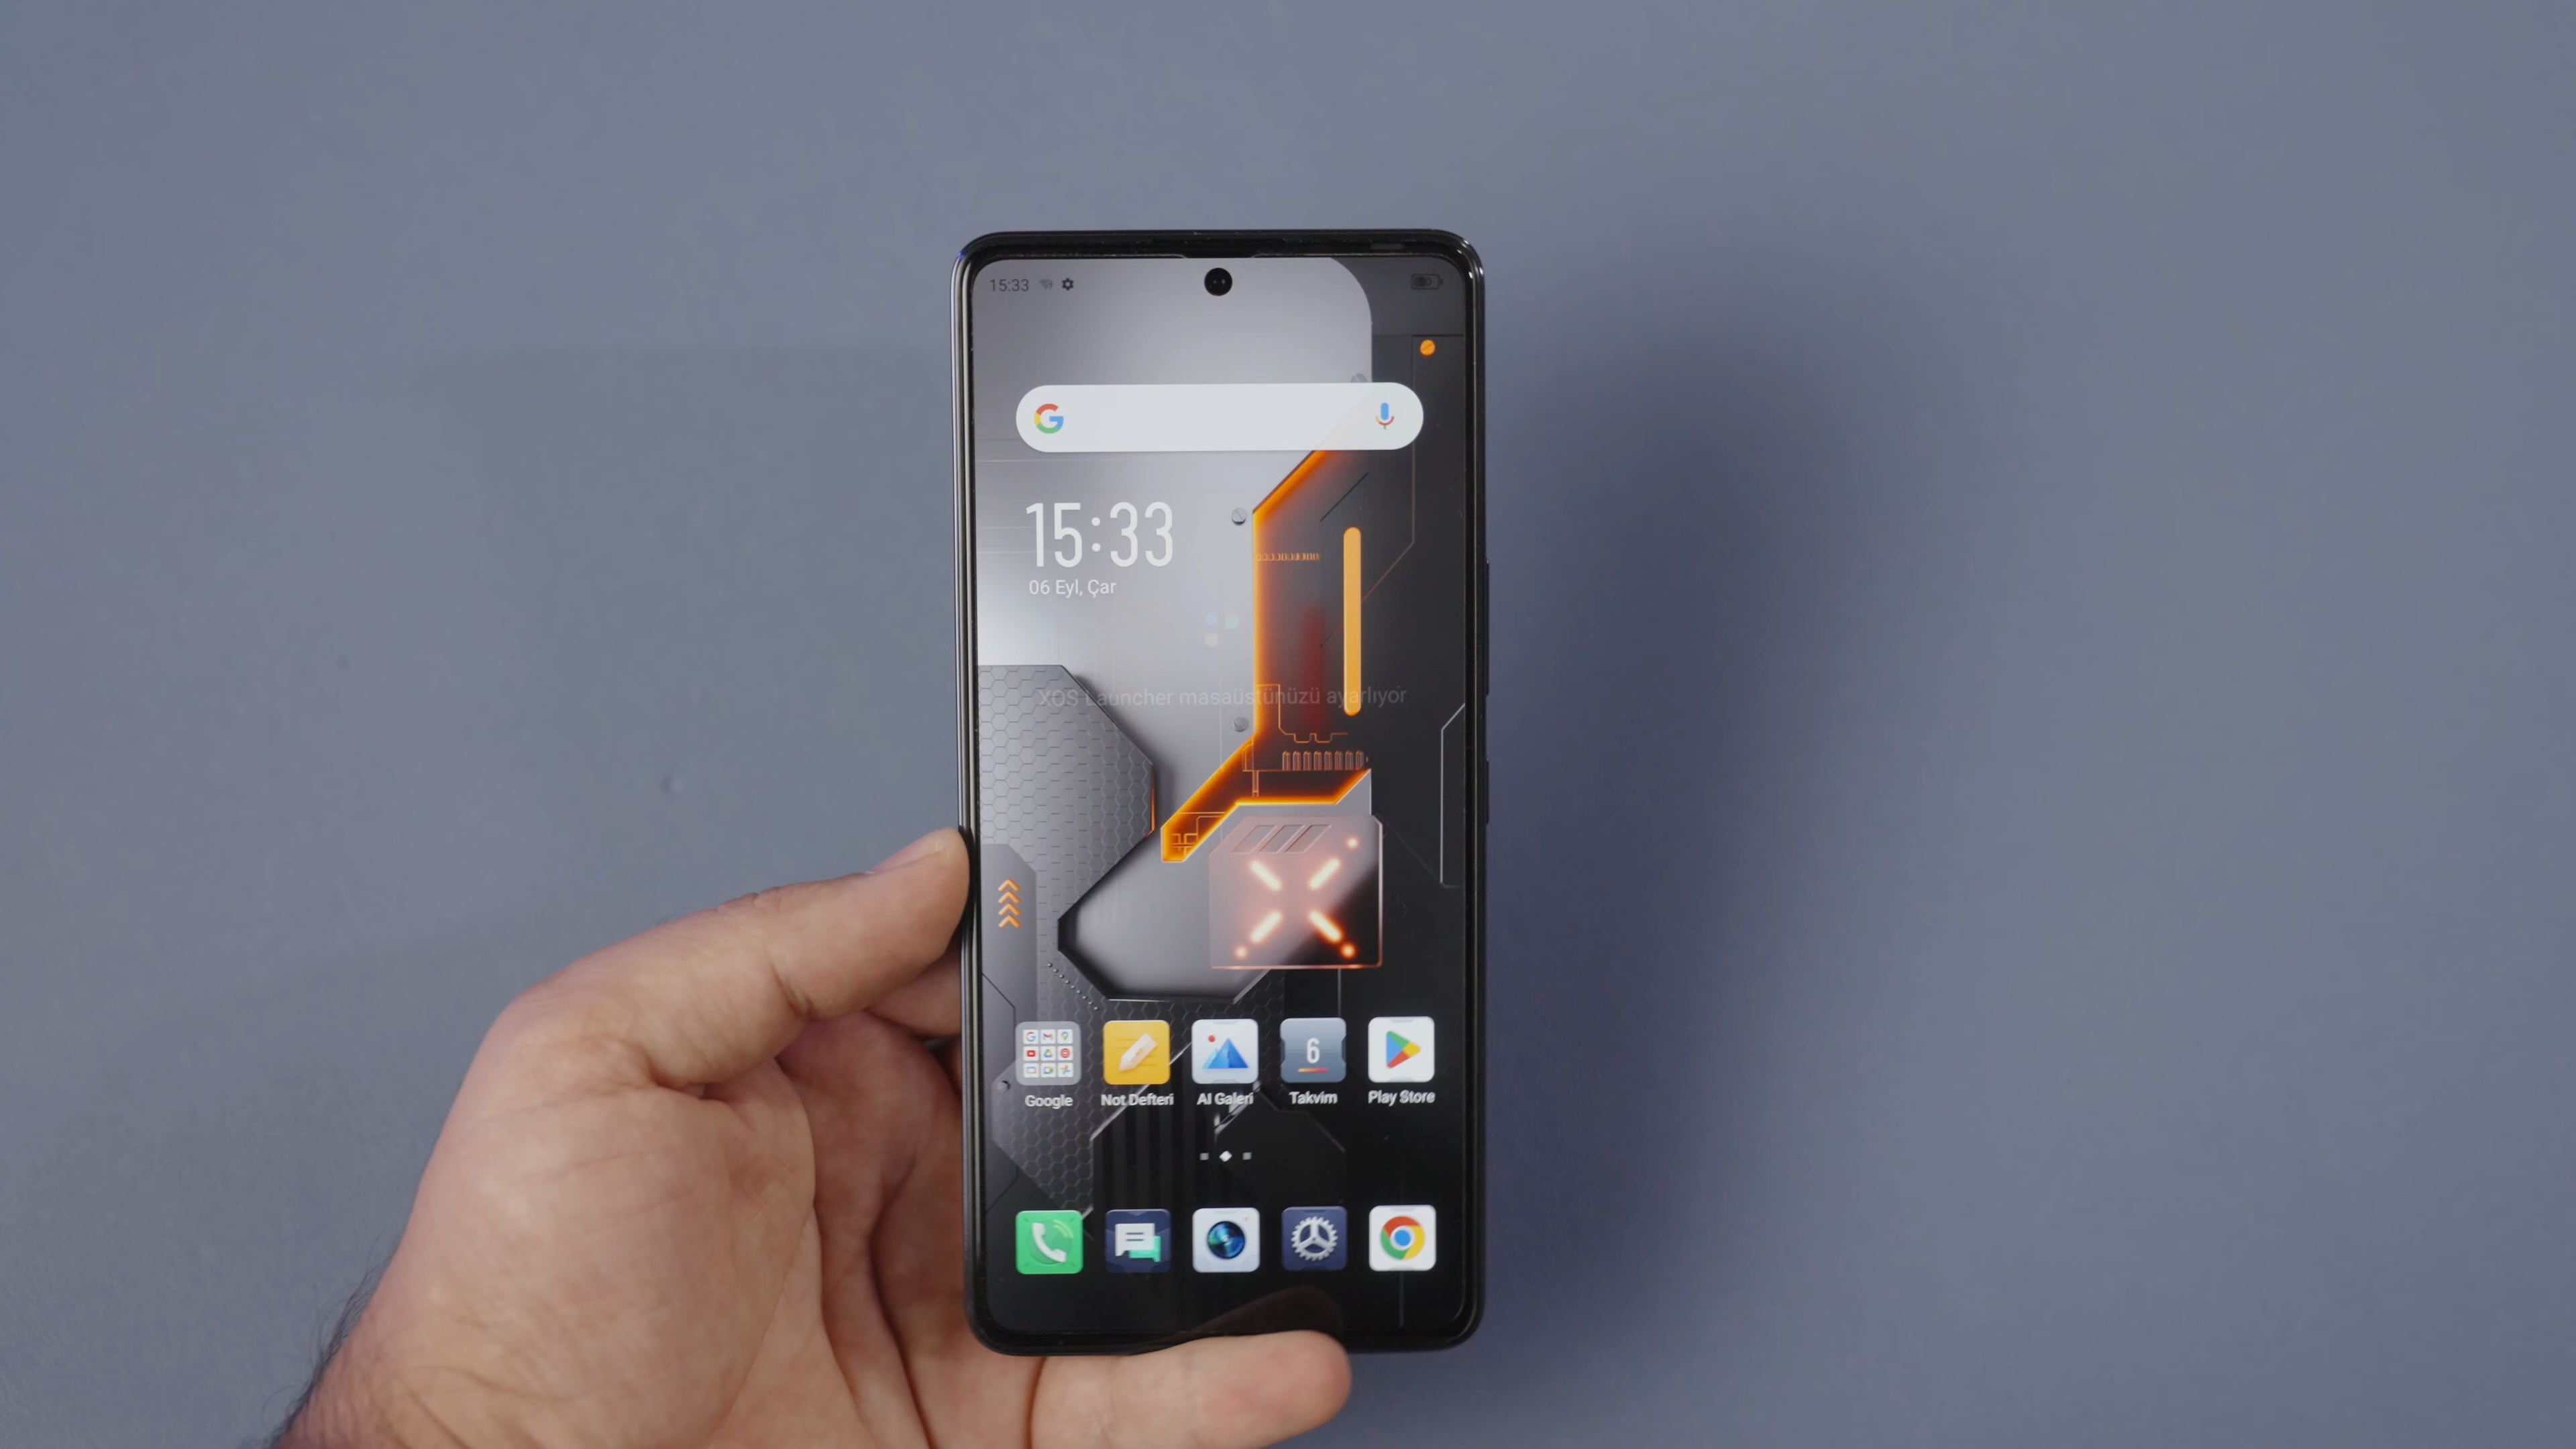 15:33
15:33
06 Eyl, Çar
XOS Launcher masaüstünüzü ayarlıyor
6
Google Not Defteri AI Galeri Takvim Play Store